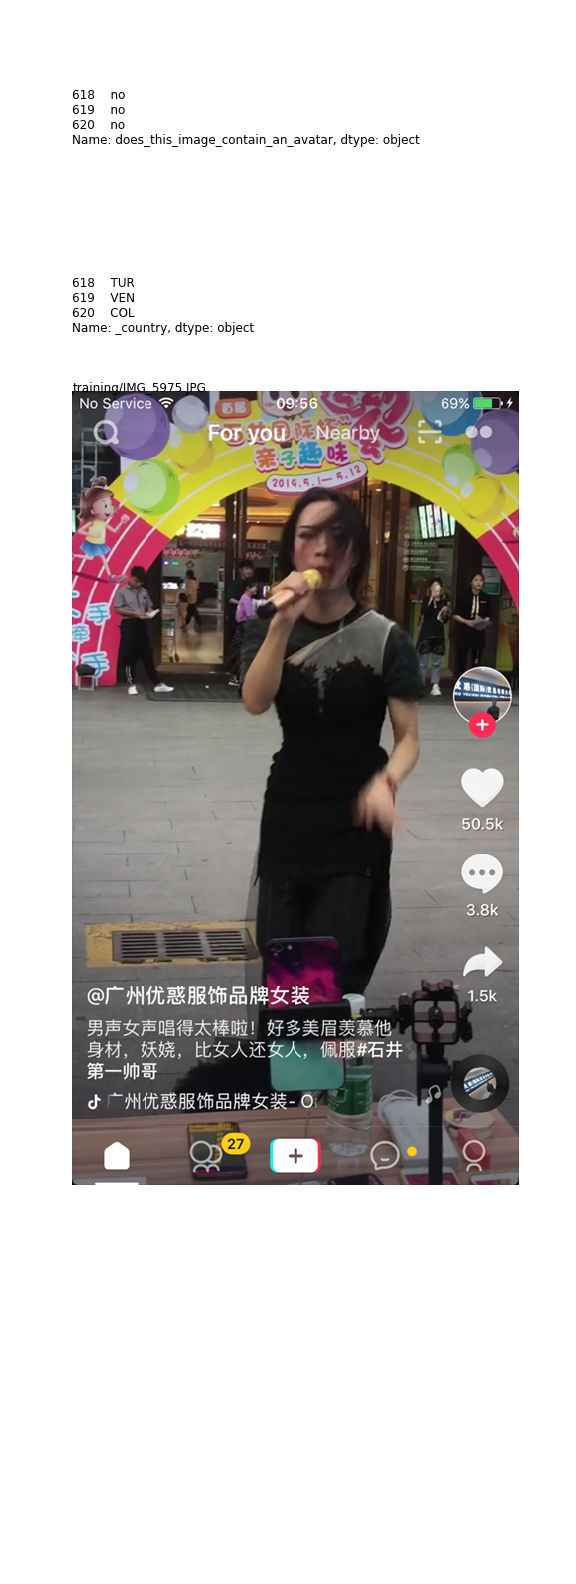 618 no
619 no
620 no
Name: does_this_image_contain_an_avatar, dtype: object
618 TUR
619 VEN
620 COL
Name: _country, dtype: object
training/IMG_5975.JPG
No Service 09:56 69%
For you Nearby
亲子趣味
2019.5.1—5.12
手
牵
手
50.5k
3.8k
1.5k
@广州优惑服饰品牌女装
男声女声唱得太棒啦！好多美眉羡慕他
身材，妖娆，比女人还女人，佩服#石井
第一帅哥
广州优惑服饰品牌女装- O
27